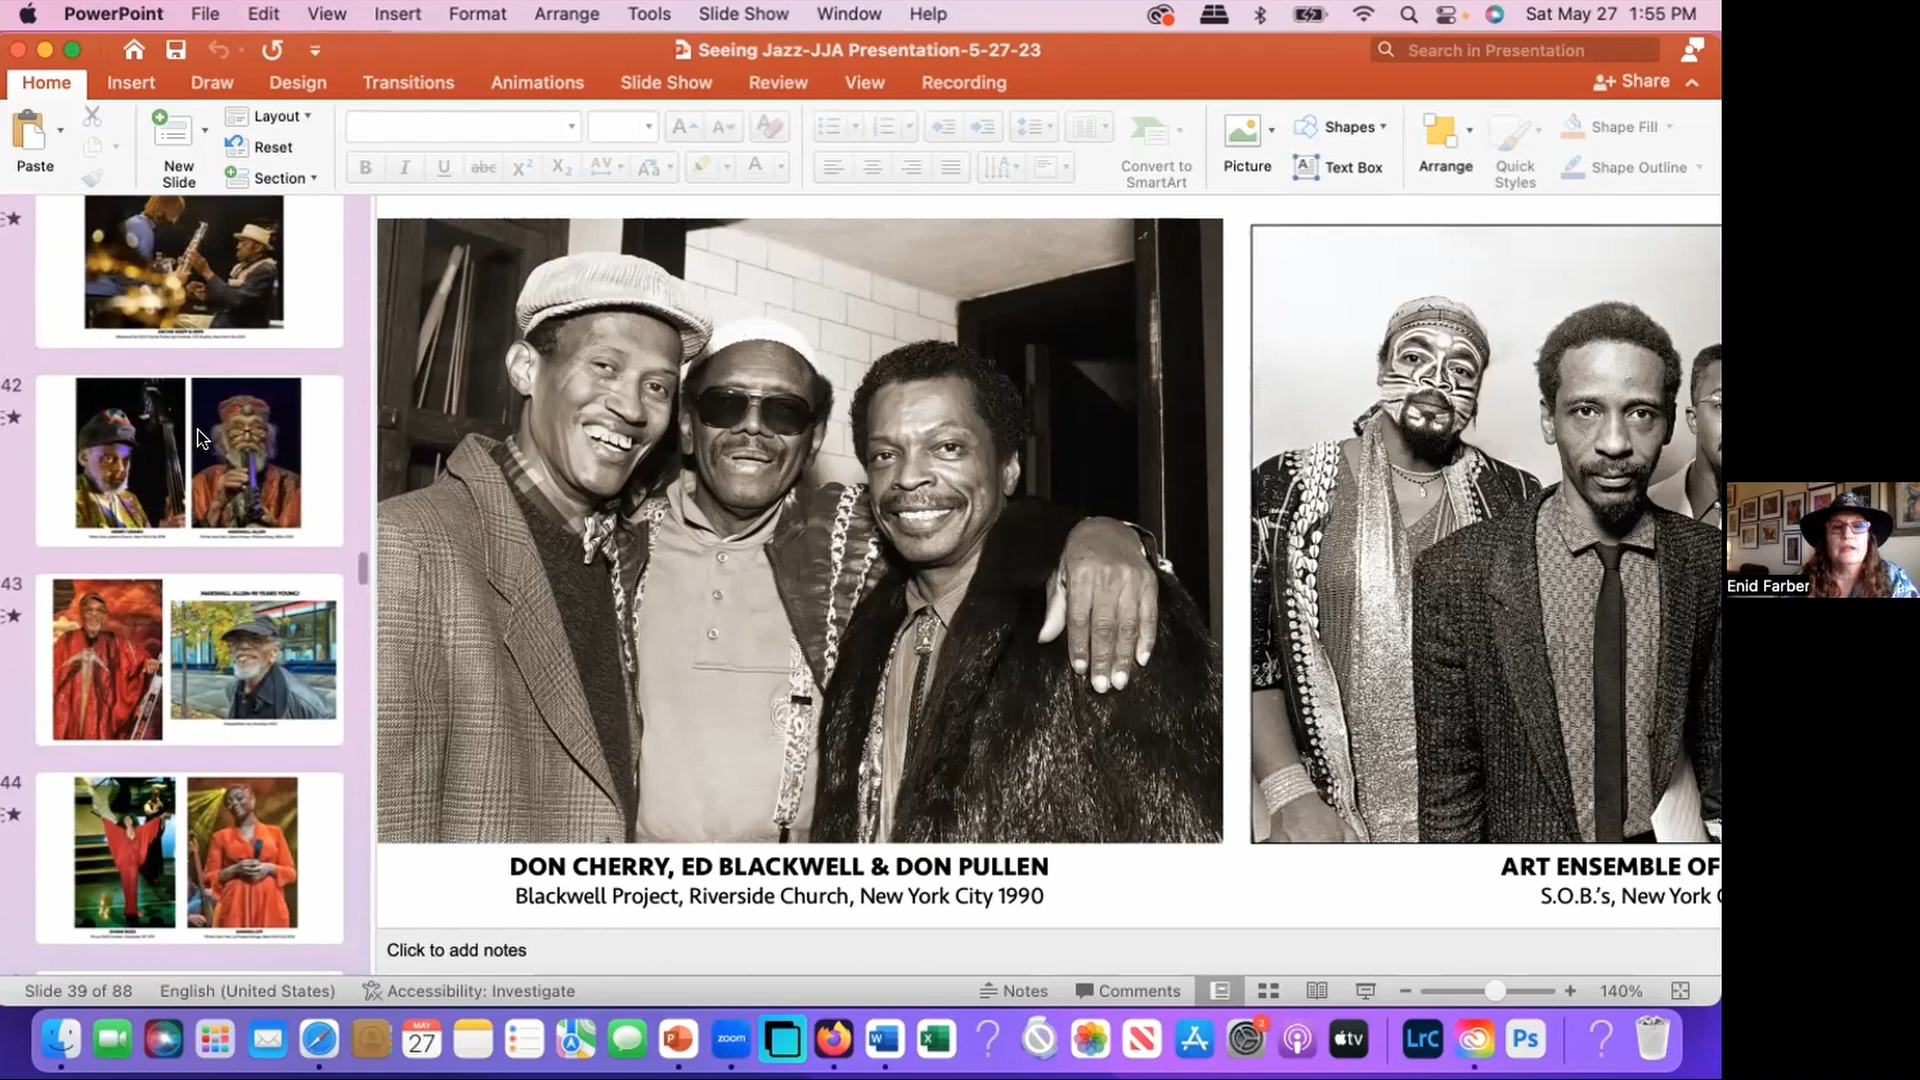 PowerPoint File Edit View Insert Format Arrange Tools Slide Show Window Help Sat May 27 1:55 PM
Seeing Jazz-JJA Presentation-5-27-23
Search in Presentation
Home Insert Draw Design Transitions Animations Slide Show Review View Recording Share
Paste
New Slide
Layout
Reset
Section
Convert to SmartArt
Picture
Shapes
Text Box
Arrange
Quick Styles
Shape Fill
Shape Outline
42
43
MARSHALL ALLEN-98 YEARS YOUNG!
44
DON CHERRY, ED BLACKWELL & DON PULLEN
Blackwell Project, Riverside Church, New York City 1990
ART ENSEMBLE OF
S.O.B.'s, New York
Enid Farber
Click to add notes
Slide 39 of 88 English (United States) Accessibility: Investigate Notes Comments 140%
MAY
27
zoom
tv
LrC
Ps